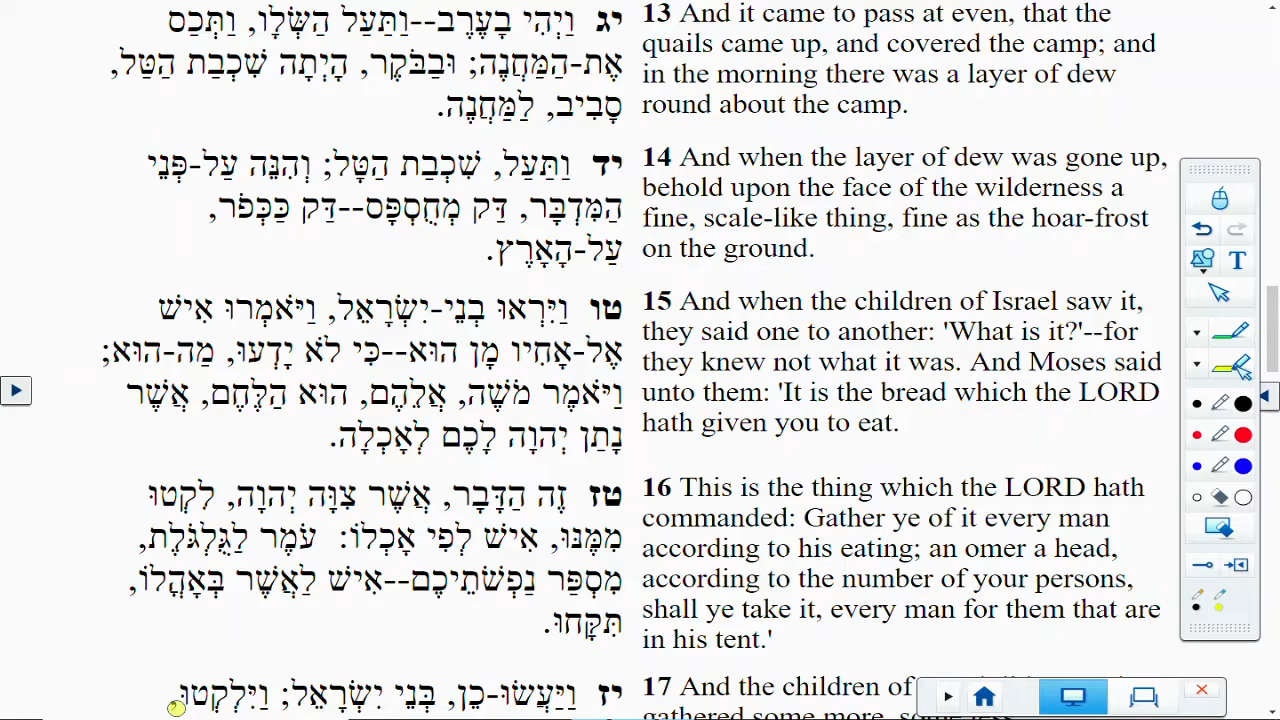 יג וַיְהִי בָעֶרֶב--וַתַּעַל הַשְּׂלָו, וַתְּכַס
אֶת-הַמַּחֲנֶה; וּבַבֹּקֶר, הָיְתָה שִׁכְבַת הַטַּל,
סָבִיב, לַמַּחֲנֶה.
יד וַתַּעַל, שִׁכְבַת הַטָּל; וְהִנֵּה עַל-פְּנֵי
הַמִּדְבָּר, דַּק מְחֻסְפָּס--דַּק כַּכְּפֹר,
עַל-הָאָרֶץ.
טו וַיִּרְאוּ בְנֵי-יִשְׂרָאֵל, וַיֹּאמְרוּ אִישׁ
אֶל-אָחִיו מָן הוּא--כִּי לֹא יָדְעוּ, מַה-הוּא;
וַיֹּאמֶר מֹשֶׁה, אֲלֵהֶם, הוּא הַלֶּחֶם, אֲשֶׁר
נָתַן יְהוָה לָכֶם לְאָכְלָה.
טז זֶה הַדָּבָר, אֲשֶׁר צִוָּה יְהוָה, לִקְטוּ
מִמֶּנּוּ, אִישׁ לְפִי אָכְלוֹ: עֹמֶר לַגֻּלְגֹּלֶת,
מִסְפַּר נַפְשֹׁתֵיכֶם--אִישׁ לַאֲשֶׁר בְּאָהֳלוֹ,
תִּקָּחוּ.
יז וַיַּעֲשׂוּ-כֵן, בְּנֵי יִשְׂרָאֵל; וַיִּלְקְטוּ
13 And it came to pass at even, that the
quails came up, and covered the camp; and
in the morning there was a layer of dew
round about the camp.
14 And when the layer of dew was gone up,
behold upon the face of the wilderness a
fine, scale-like thing, fine as the hoar-frost
on the ground.
15 And when the children of Israel saw it,
they said one to another: 'What is it?'--for
they knew not what it was. And Moses said
unto them: 'It is the bread which the LORD
hath given you to eat.
16 This is the thing which the LORD hath
commanded: Gather ye of it every man
according to his eating; an omer a head,
according to the number of your persons,
shall ye take it, every man for them that are
in his tent.'
17 And the children of
gathered some more, some
T